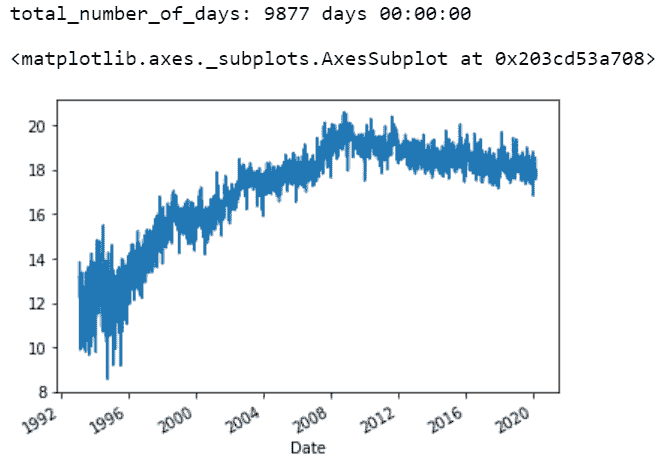 total_number_of_days: 9877 days 00:00:00
<matplotlib.axes._subplots.AxesSubplot at 0x203cd53a708>
20
18
16
14
12
10
8
1992 1996 2000 2004 2008 2012 2016 2020
Date